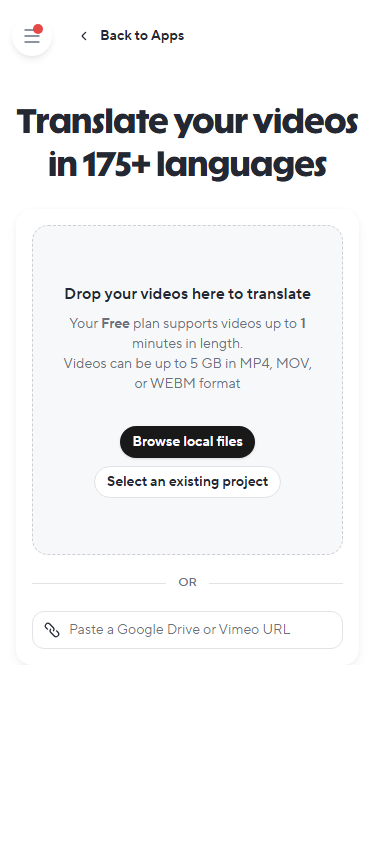 Back to Apps
Translate your videos
in 175+ languages
Drop your videos here to translate
Your Free plan supports videos up to 1
minutes in length.
Videos can be up to 5 GB in MP4, MOV,
or WEBM format
Browse local files
Select an existing project
OR
Paste a Google Drive or Vimeo URL